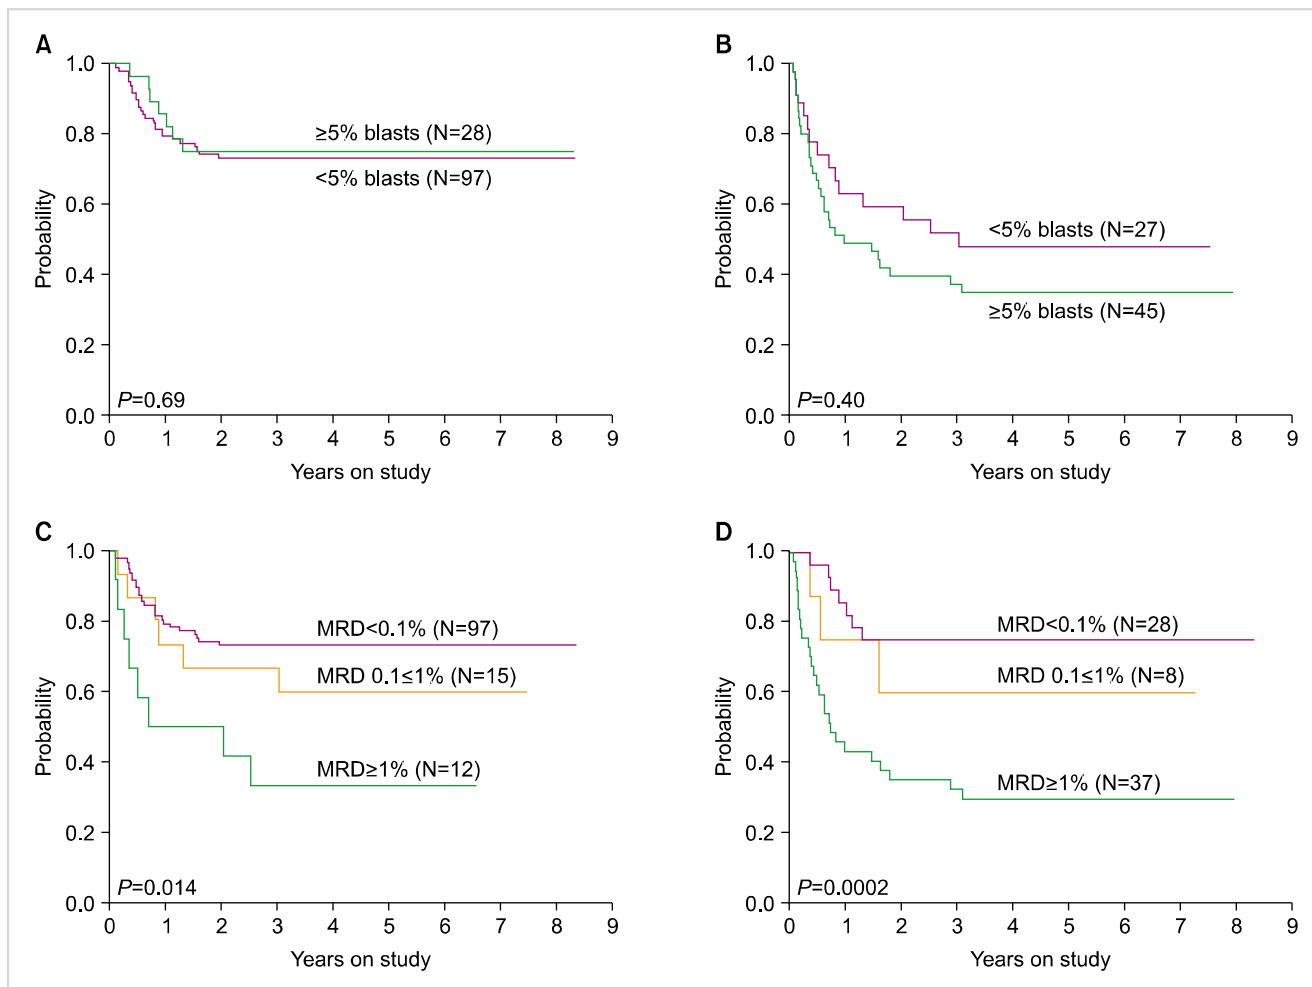 A
1.0
0.8
0.6
0.4
0.2
0.0
Probability
≥5% blasts (N=28)
<5% blasts (N=97)
P=0.69
0 1 2 3 4 5 6 7 8 9
Years on study
B
1.0
0.8
0.6
0.4
0.2
0.0
Probability
<5% blasts (N=27)
≥5% blasts (N=45)
P=0.40
0 1 2 3 4 5 6 7 8 9
Years on study
C
1.0
0.8
0.6
0.4
0.2
0.0
Probability
MRD<0.1% (N=97)
MRD 0.1≤1% (N=15)
MRD≥1% (N=12)
P=0.014
0 1 2 3 4 5 6 7 8 9
Years on study
D
1.0
0.8
0.6
0.4
0.2
0.0
Probability
MRD<0.1% (N=28)
MRD 0.1≤1% (N=8)
MRD≥1% (N=37)
P=0.0002
0 1 2 3 4 5 6 7 8 9
Years on study